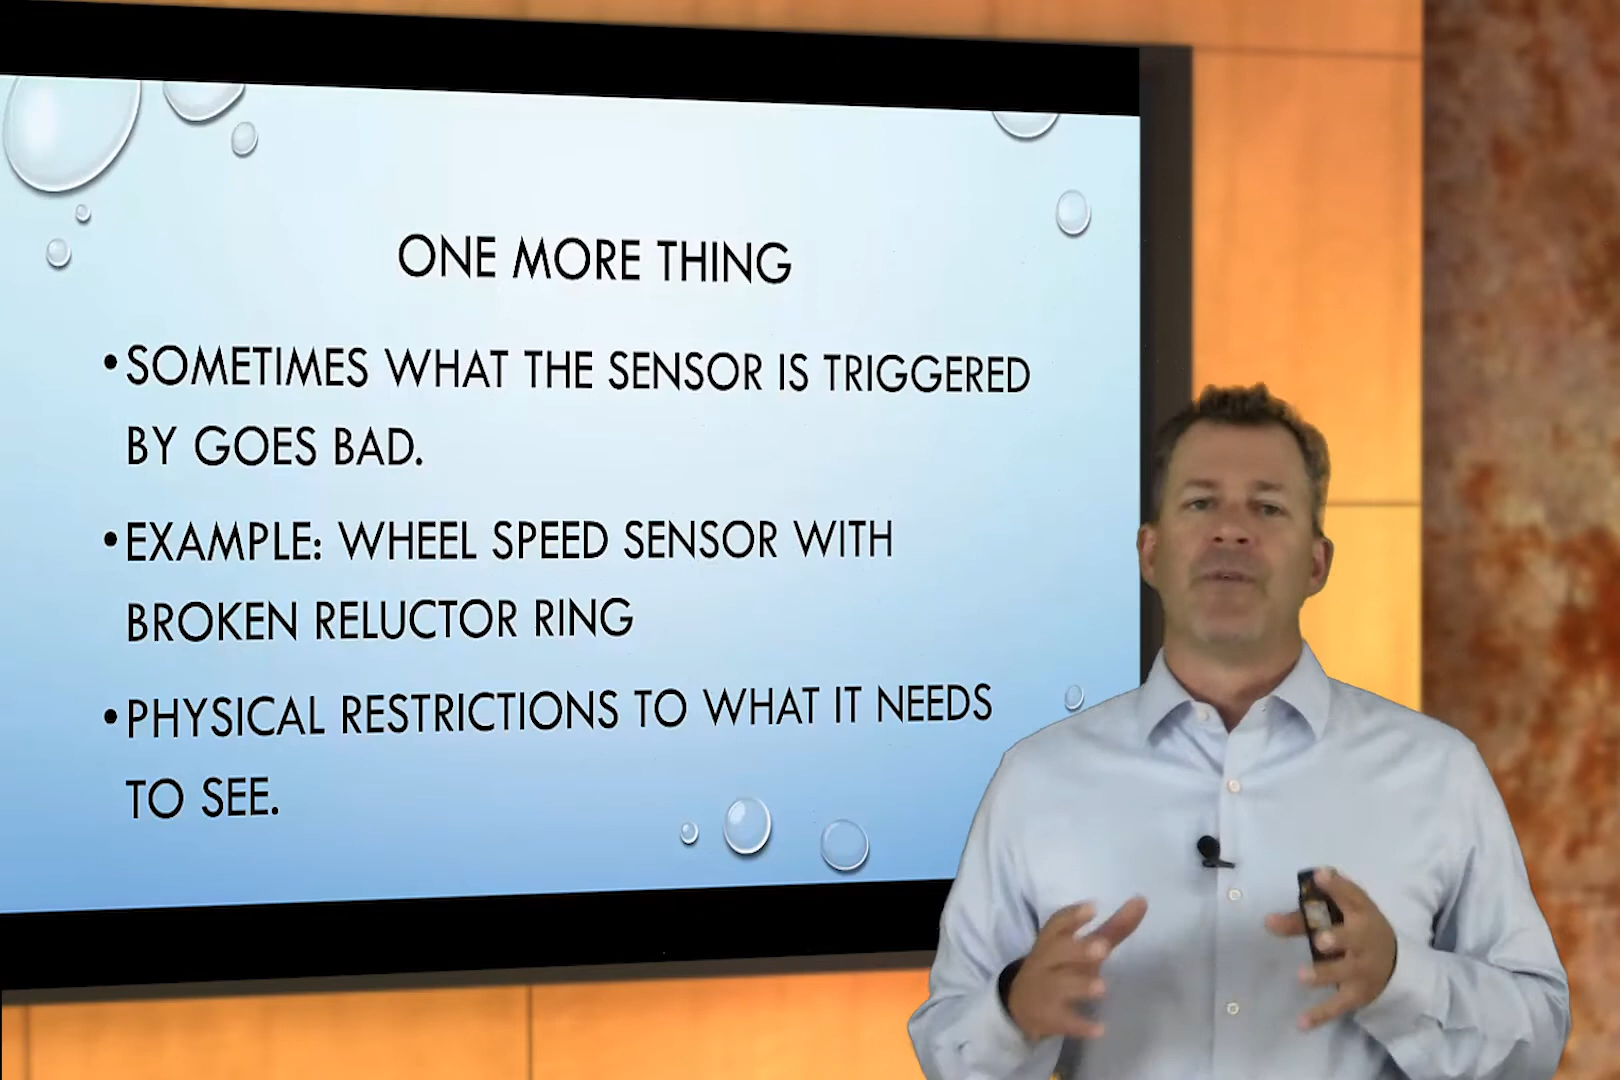 ONE MORE THING
• SOMETIMES WHAT THE SENSOR IS TRIGGERED
BY GOES BAD.
• EXAMPLE: WHEEL SPEED SENSOR WITH
BROKEN RELUCTOR RING
• PHYSICAL RESTRICTIONS TO WHAT IT NEEDS
TO SEE.